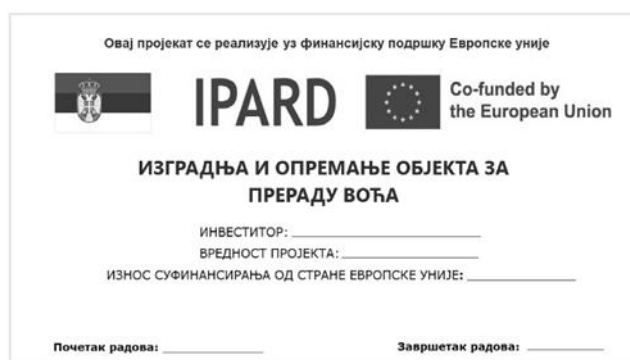 Овај пројекат се реализује уз финансијску подршку Европске уније
IPARD
Co-funded by
the European Union
ИЗГРАДЊА И ОПРЕМАЊЕ ОБЈЕКТА ЗА
ПРЕРАДУ ВОЋА
ИНВЕСТИТОР:
ВРЕДНОСТ ПРОЈЕКТА:
ИЗНОС СУФИНАНСИРАЊА ОД СТРАНЕ ЕВРОПСКЕ УНИЈЕ:
Почетак радова:
Завршетак радова: